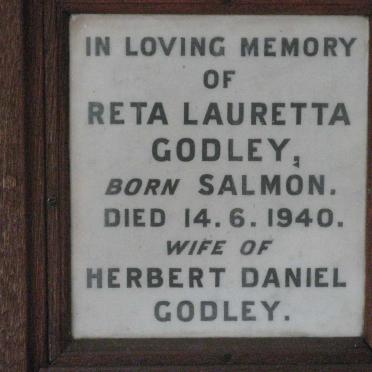 IN LOVING MEMORY
OF
RETA LAURETTA
GODLEY,
BORN SALMON.
DIED 14.6.1940.
WIFE OF
HERBERT DANIEL
GODLEY.